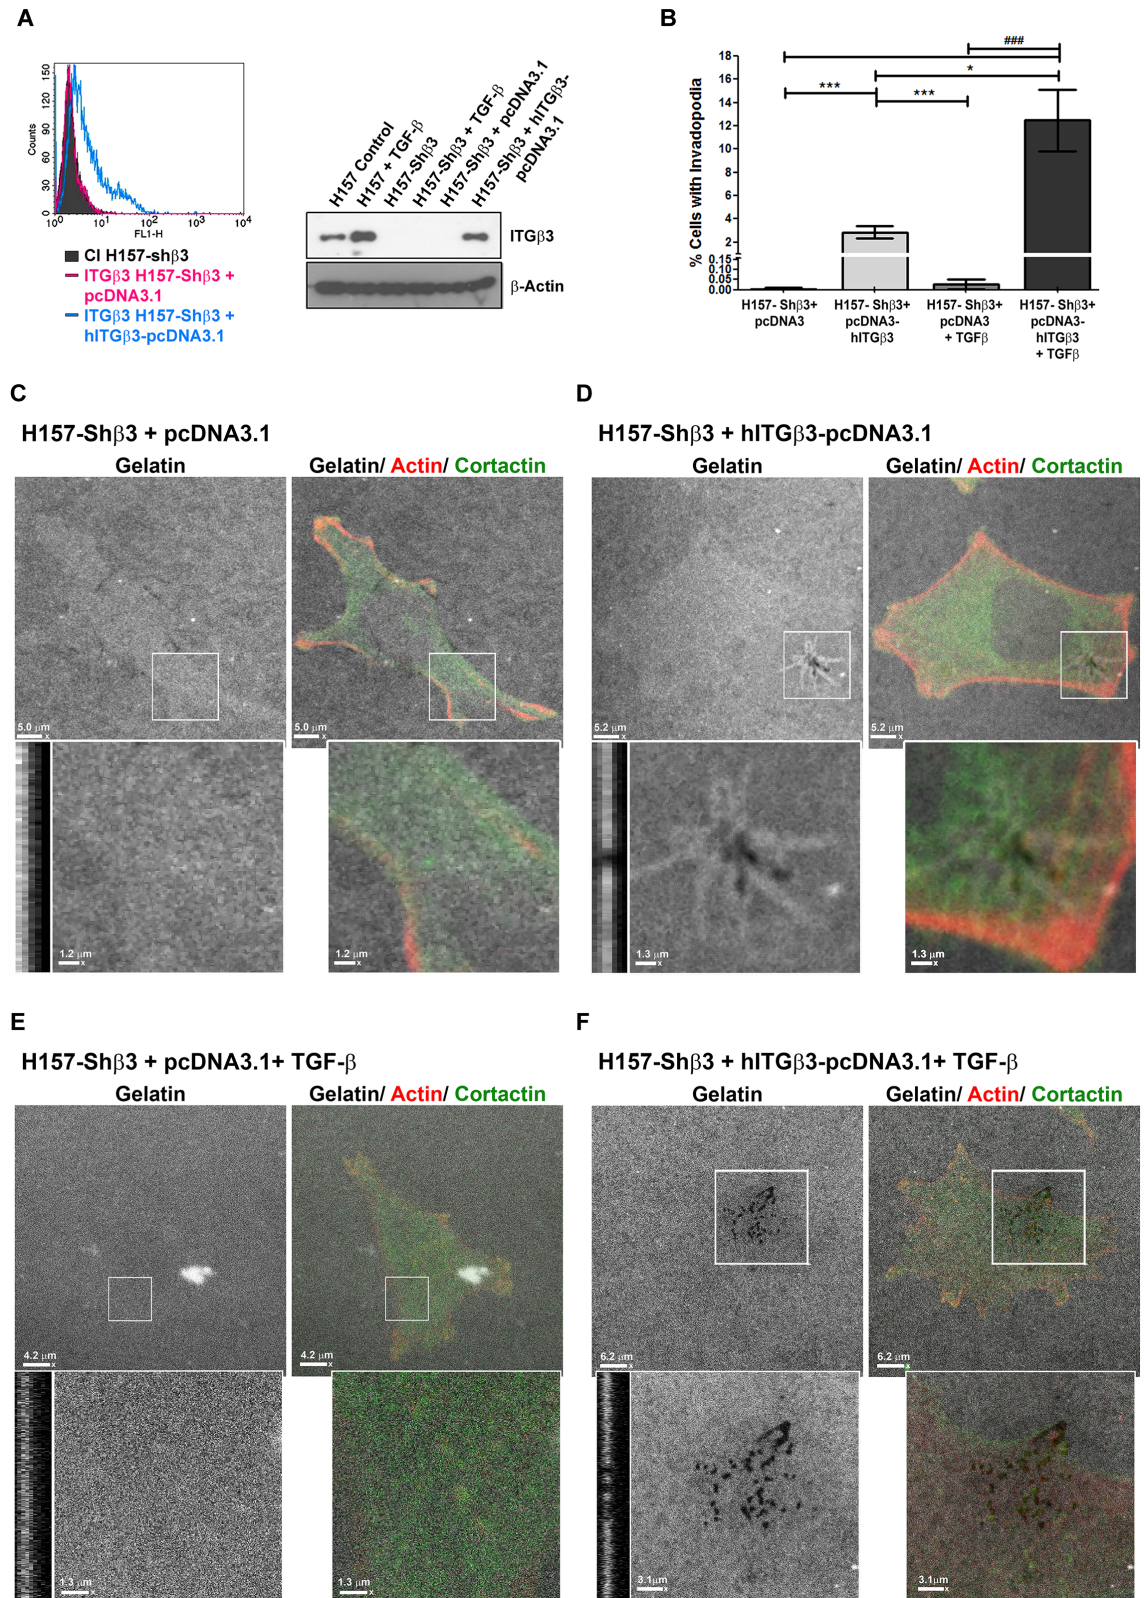 A
150
120
90
60
30
0
Counts
10⁰ 10¹ 10² 10³ 10⁴
FL1-H
CI H157-shβ3
ITGβ3 H157-Shβ3 +
pcDNA3.1
ITGβ3 H157-Shβ3 +
hITGβ3-pcDNA3.1
H157 Control
H157 + TGF-β
H157-Shβ3
H157-Shβ3 + TGF-β
H157-Shβ3 + pcDNA3.1
H157-Shβ3 + hITGβ3-
pcDNA3.1
ITGβ3
β-Actin
B
% Cells with Invadopodia
18
16
14
12
10
8
6
4
2
0.15
0.10
0.05
0.00
###
*
*** ***
H157- Shβ3+
pcDNA3
H157- Shβ3+
pcDNA3-
hITGβ3
H157- Shβ3+
pcDNA3
+ TGFβ
H157- Shβ3+
pcDNA3-
hITGβ3
+ TGFβ
C
H157-Shβ3 + pcDNA3.1
Gelatin
Gelatin/ Actin/ Cortactin
5.0 μm
x
5.0 μm
x
1.2 μm
x
1.2 μm
x
D
H157-Shβ3 + hITGβ3-pcDNA3.1
Gelatin
Gelatin/ Actin/ Cortactin
5.2 μm
x
5.2 μm
x
1.3 μm
x
1.3 μm
x
E
H157-Shβ3 + pcDNA3.1+ TGF-β
Gelatin
Gelatin/ Actin/ Cortactin
4.2 μm
x
4.2 μm
x
1.3 μm
x
1.3 μm
x
F
H157-Shβ3 + hITGβ3-pcDNA3.1+ TGF-β
Gelatin
Gelatin/ Actin/ Cortactin
6.2 μm
x
6.2 μm
x
3.1μm
x
3.1μm
x